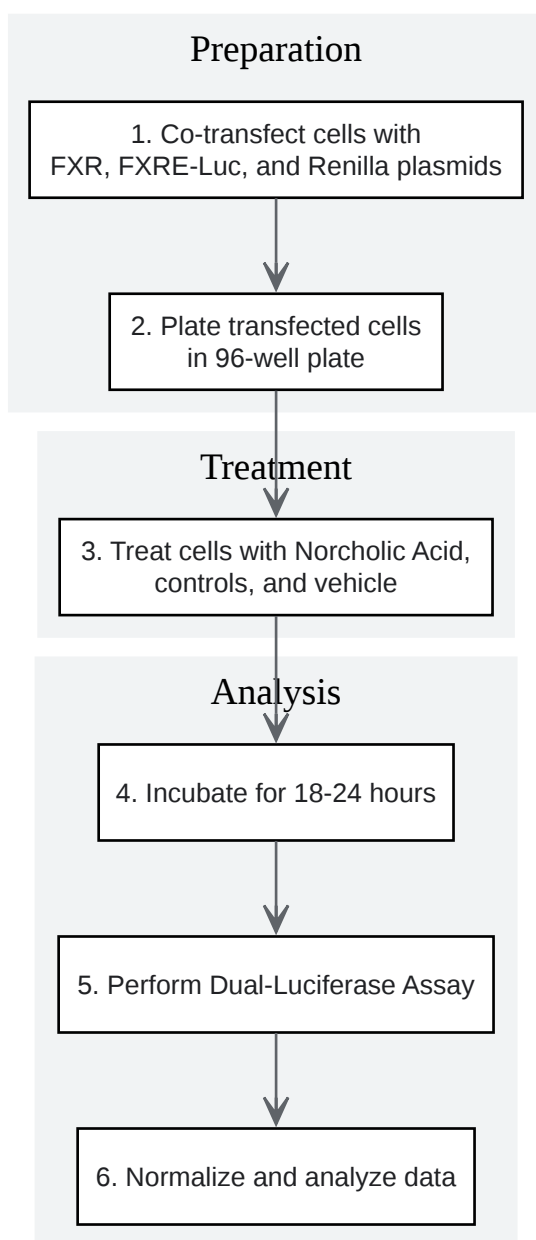 Preparation
1. Co-transfect cells with
FXR, FXRE-Luc, and Renilla plasmids
2. Plate transfected cells
in 96-well plate
Treatment
3. Treat cells with Norcholic Acid,
controls, and vehicle
Analysis
4. Incubate for 18-24 hours
5. Perform Dual-Luciferase Assay
6. Normalize and analyze data